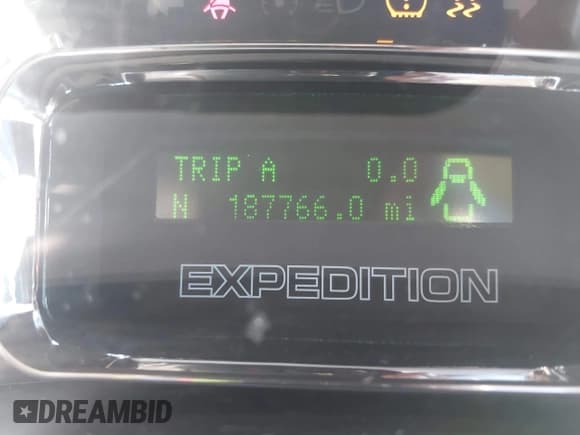 TRIP A 0.0
N 187766.0 mi
EXPEDITION
DREAMBID